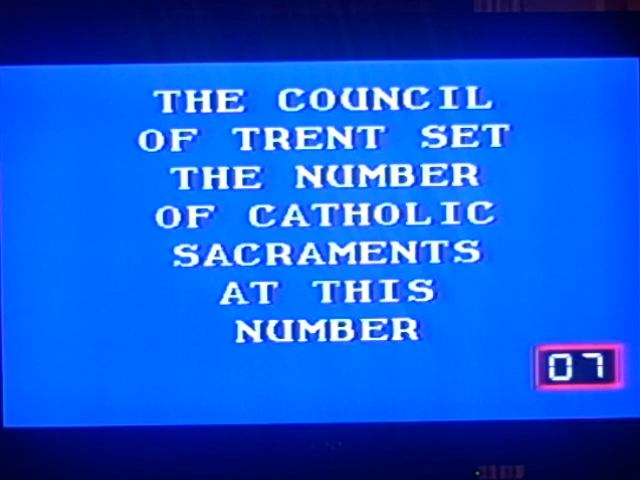 THE COUNCIL
OF TRENT SET
THE NUMBER
OF CATHOLIC
SACRAMENTS
AT THIS
NUMBER
07